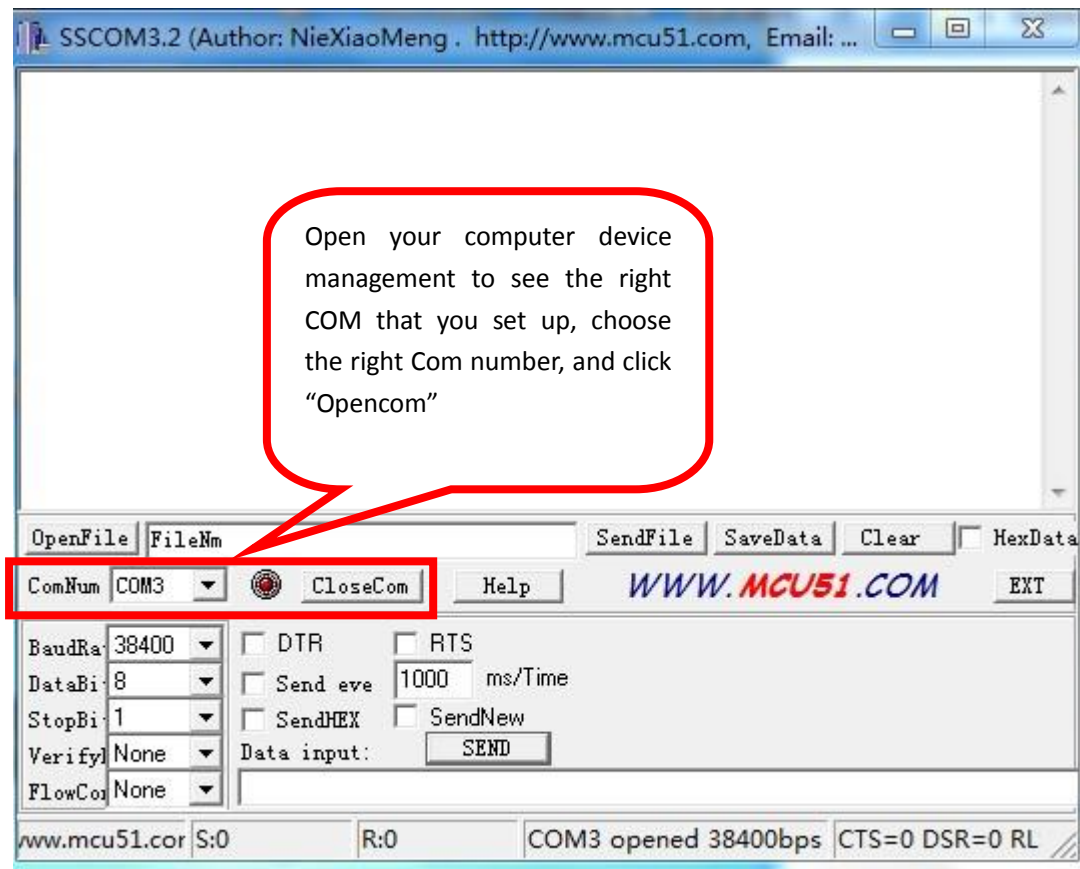 SSCOM3.2 (Author: NieXiaoMeng . http://www.mcu51.com, Email: ...
Open your computer device
management to see the right
COM that you set up, choose
the right Com number, and click
“Opencom”
OpenFile FileNm SendFile SaveData Clear HexData
ComNum COM3 CloseCom Help WWW.MCU51.COM EXT
BaudRa 38400 DTR RTS
DataBi 8 Send eve 1000 ms/Time
StopBi 1 SendHEX SendNew
Verify None Data input: SEND
FlowCo None
www.mcu51.cor S:0 R:0 COM3 opened 38400bps CTS=0 DSR=0 RL